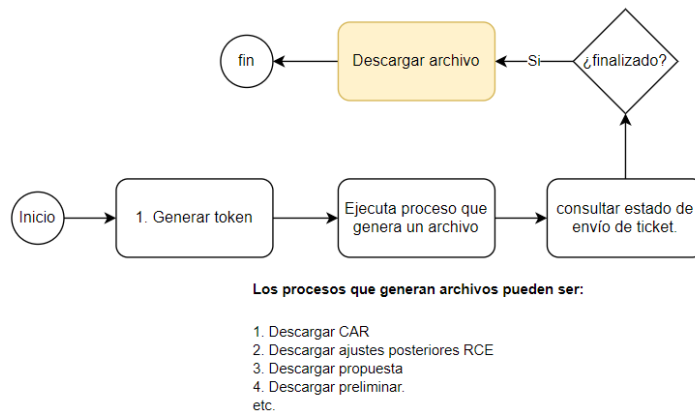 fin
Descargar archivo
Si
¿finalizado?
Inicio
1. Generar token
Ejecuta proceso que
genera un archivo
consultar estado de
envío de ticket.
Los procesos que generan archivos pueden ser:
1. Descargar CAR
2. Descargar ajustes posteriores RCE
3. Descargar propuesta
4. Descargar preliminar.
etc.